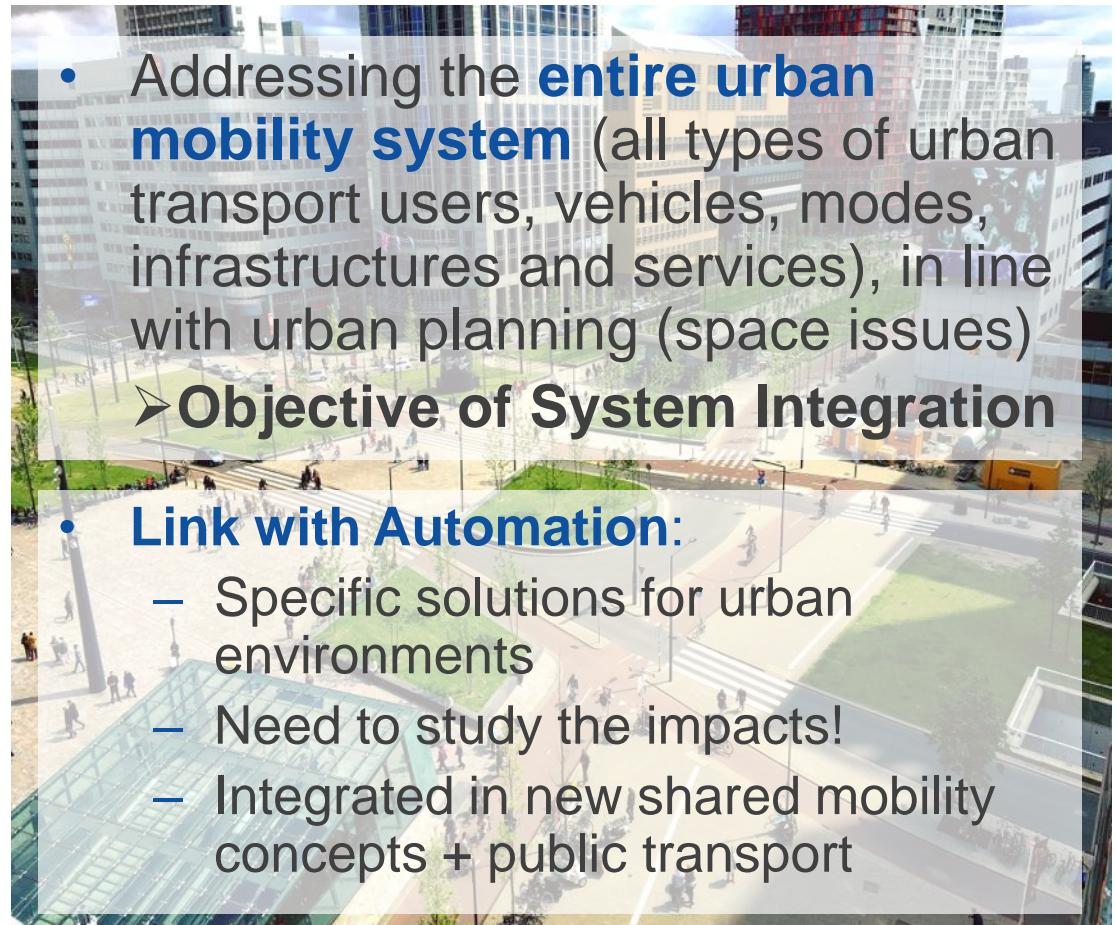 • Addressing the entire urban
mobility system (all types of urban
transport users, vehicles, modes,
infrastructures and services), in line
with urban planning (space issues)
➢Objective of System Integration
• Link with Automation:
– Specific solutions for urban
environments
– Need to study the impacts!
– Integrated in new shared mobility
concepts + public transport